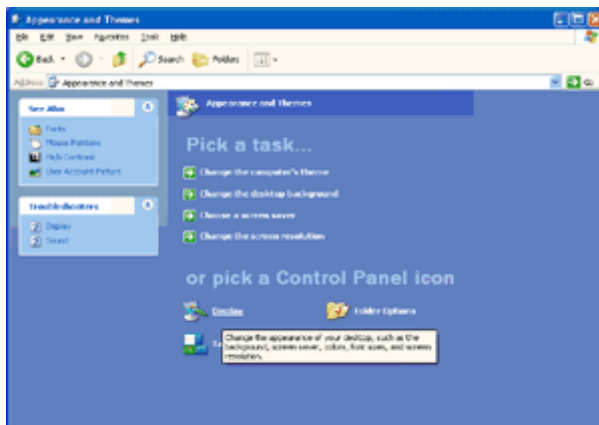 Appearance and Themes
File Edit View Favorites Tools Help
Back Search Folders
Address Appearance and Themes Go
See Also
Fonts
Mouse Pointers
High Contrast
User Account Picture
Troubleshooters
Display
Sound
Appearance and Themes
Pick a task...
Change the computer's theme
Change the desktop background
Choose a screen saver
Change the screen resolution
or pick a Control Panel icon
Display Folder Options
Change the appearance of your desktop, such as the
background, screen saver, colors, font sizes, and screen
resolution.